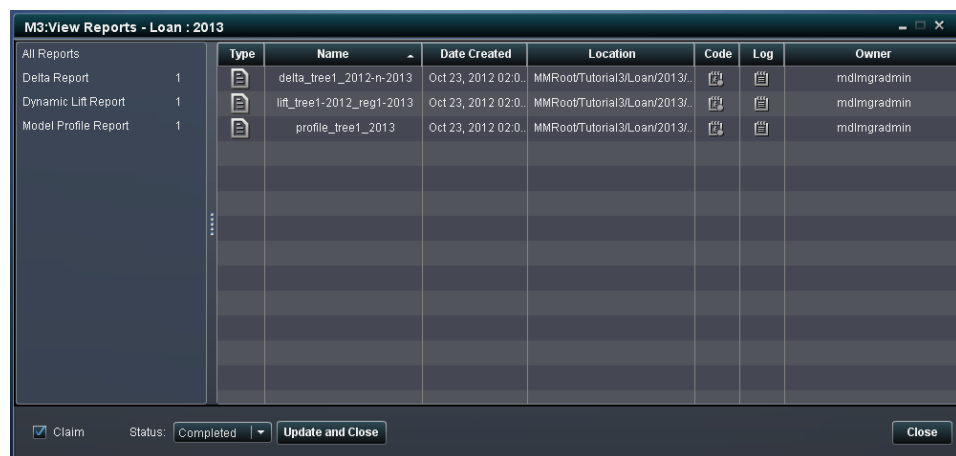 M3:View Reports - Loan : 2013
All Reports
Delta Report 1
Dynamic Lift Report 1
Model Profile Report 1
Type Name Date Created Location Code Log Owner
delta_tree1_2012-n-2013 Oct 23, 2012 02:0.. MMRoot/Tutorial3/Loan/2013/.. mdlmgradmin
lift_tree1-2012_reg1-2013 Oct 23, 2012 02:0.. MMRoot/Tutorial3/Loan/2013/.. mdlmgradmin
profile_tree1_2013 Oct 23, 2012 02:0.. MMRoot/Tutorial3/Loan/2013/.. mdlmgradmin
Claim Status: Completed Update and Close Close